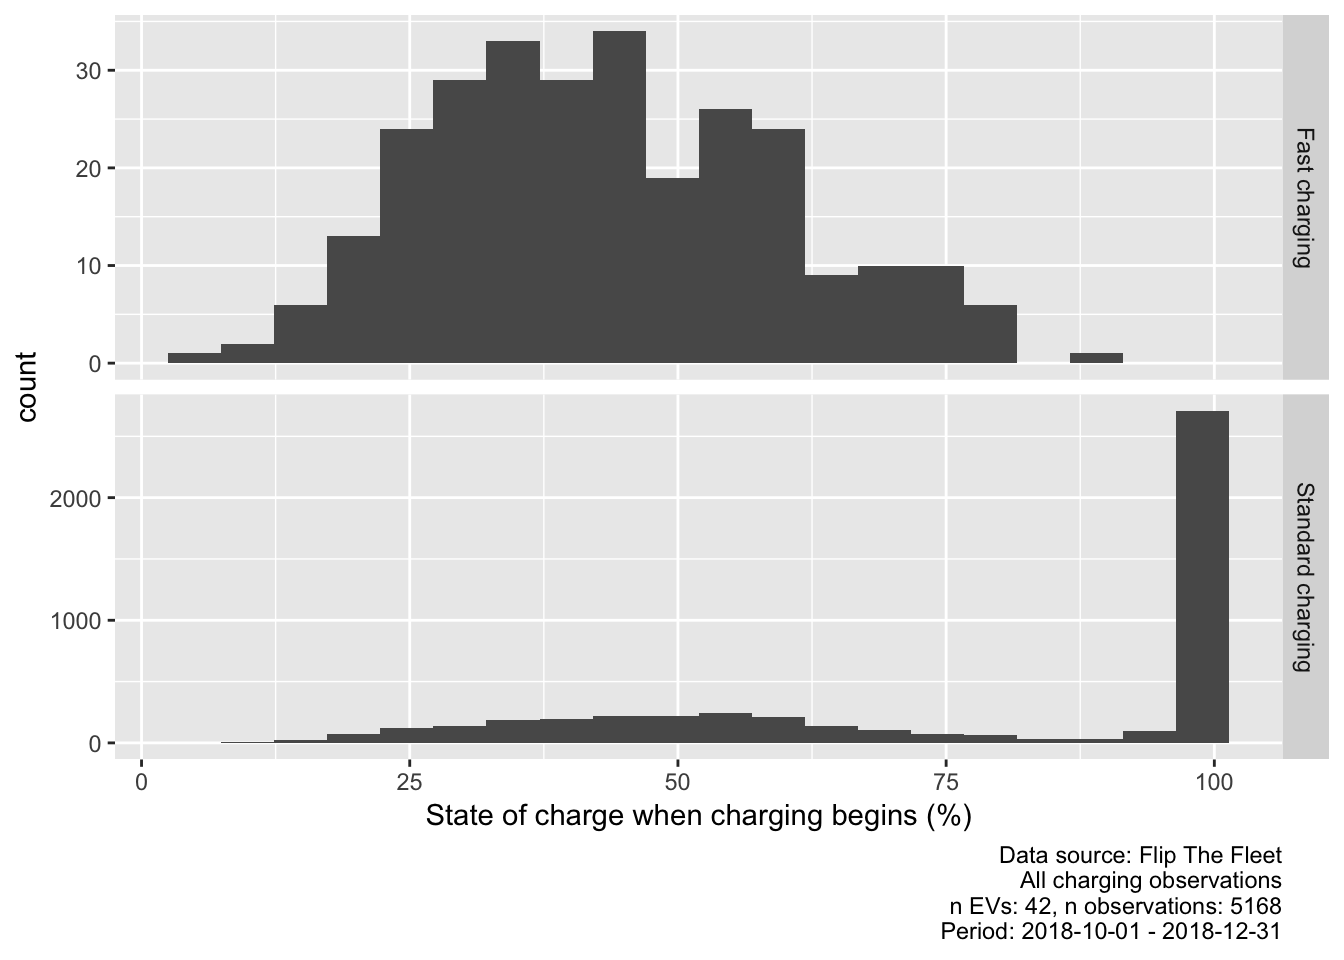 count
30
20
10
0
Fast charging
2000
1000
0
Standard charging
0 25 50 75 100
State of charge when charging begins (%)
Data source: Flip The Fleet
All charging observations
n EVs: 42, n observations: 5168
Period: 2018-10-01 - 2018-12-31